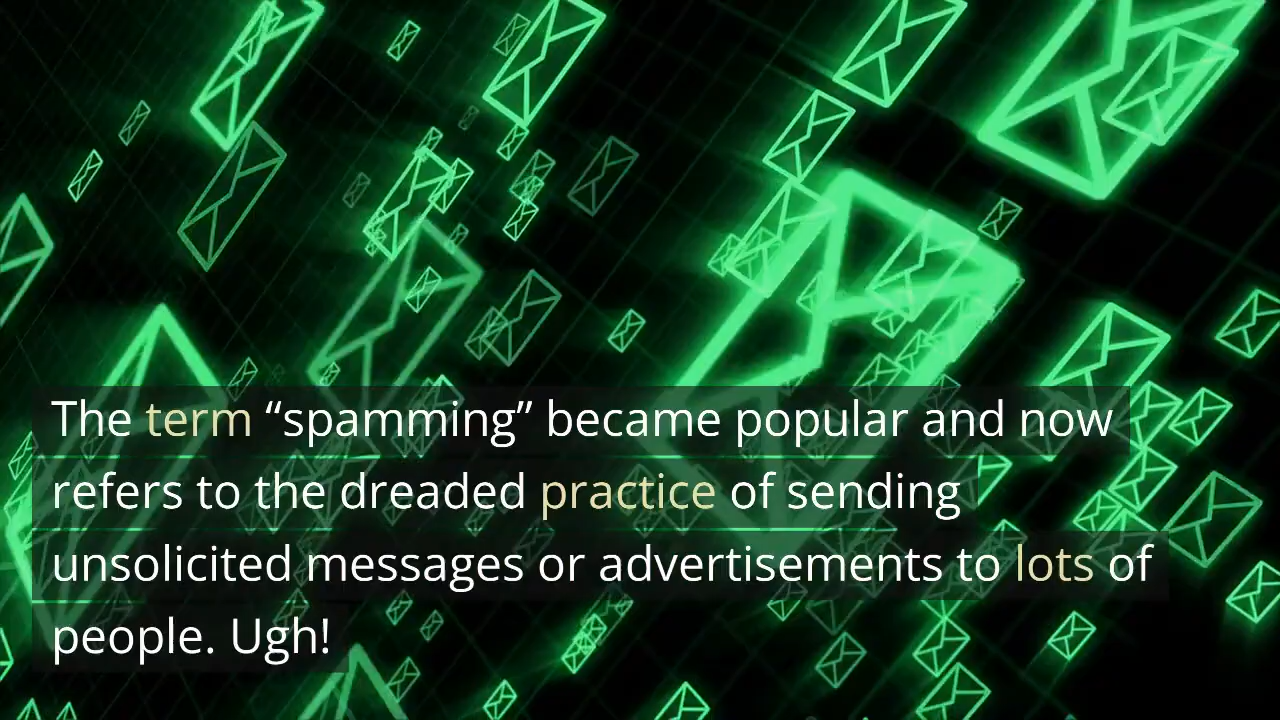 The term “spamming” became popular and now
refers to the dreaded practice of sending
unsolicited messages or advertisements to lots of
people. Ugh!